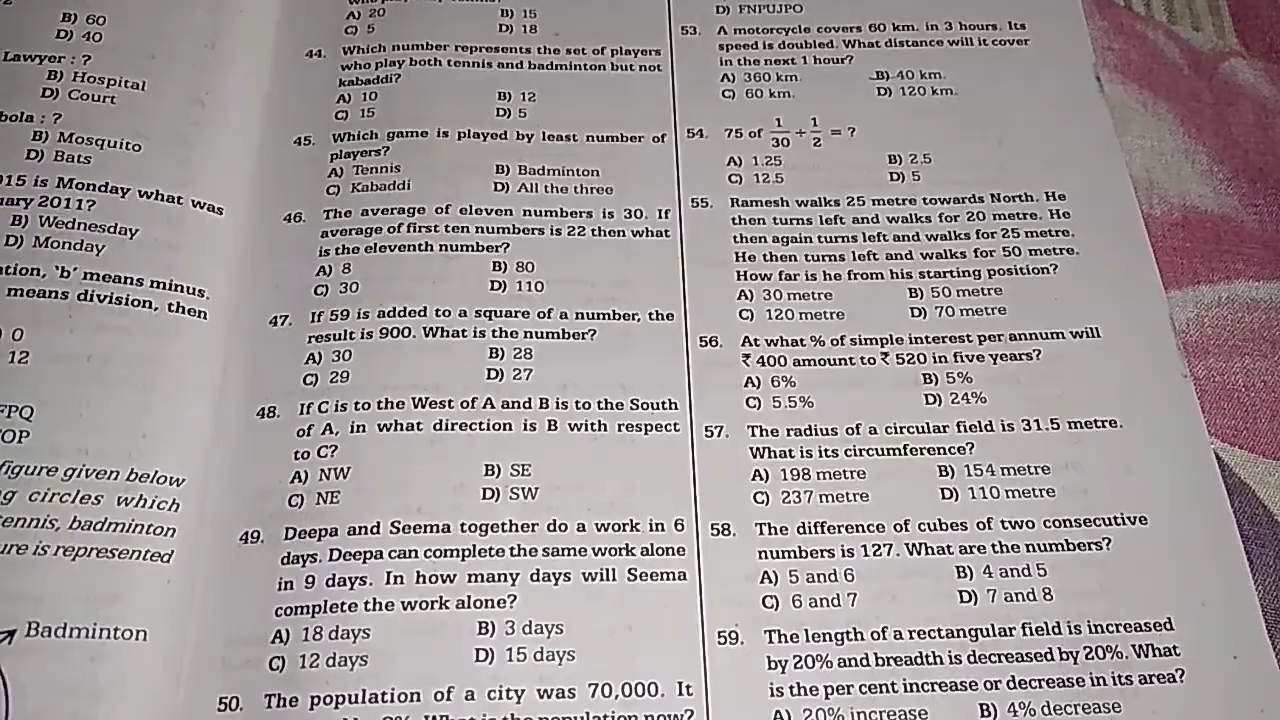 B) 60
D) 40
Lawyer : ?
B) Hospital
D) Court
bola : ?
B) Mosquito
D) Bats
015 is Monday what was
uary 2011?
B) Wednesday
D) Monday
ation, 'b' means minus.
means division, then
0
12
FPQ
OP
figure given below
g circles which
tennis, badminton
ure is represented
Badminton
A) 20 B) 15
C) 5 D) 18
44. Which number represents the set of players
who play both tennis and badminton but not
kabaddi?
A) 10 B) 12
C) 15 D) 5
45. Which game is played by least number of
players?
A) Tennis B) Badminton
C) Kabaddi D) All the three
46. The average of eleven numbers is 30. If
average of first ten numbers is 22 then what
is the eleventh number?
A) 8 B) 80
C) 30 D) 110
47. If 59 is added to a square of a number, the
result is 900. What is the number?
A) 30 B) 28
C) 29 D) 27
48. If C is to the West of A and B is to the South
of A, in what direction is B with respect
to C?
A) NW B) SE
C) NE D) SW
49. Deepa and Seema together do a work in 6
days. Deepa can complete the same work alone
in 9 days. In how many days will Seema
complete the work alone?
A) 18 days B) 3 days
C) 12 days D) 15 days
50. The population of a city was 70,000. It
What is the population now?
D) FNPUJPO
53. A motorcycle covers 60 km. in 3 hours. Its
speed is doubled. What distance will it cover
in the next 1 hour?
A) 360 km. B) 40 km.
C) 60 km. D) 120 km.
54. 75 of 1/30 ÷ 1/2 = ?
A) 1.25 B) 2.5
C) 12.5 D) 5
55. Ramesh walks 25 metre towards North. He
then turns left and walks for 20 metre. He
then again turns left and walks for 25 metre.
He then turns left and walks for 50 metre.
How far is he from his starting position?
A) 30 metre B) 50 metre
C) 120 metre D) 70 metre
56. At what % of simple interest per annum will
₹ 400 amount to ₹ 520 in five years?
A) 6% B) 5%
C) 5.5% D) 24%
57. The radius of a circular field is 31.5 metre.
What is its circumference?
A) 198 metre B) 154 metre
C) 237 metre D) 110 metre
58. The difference of cubes of two consecutive
numbers is 127. What are the numbers?
A) 5 and 6 B) 4 and 5
C) 6 and 7 D) 7 and 8
59. The length of a rectangular field is increased
by 20% and breadth is decreased by 20%. What
is the per cent increase or decrease in its area?
A) 20% increase B) 4% decrease